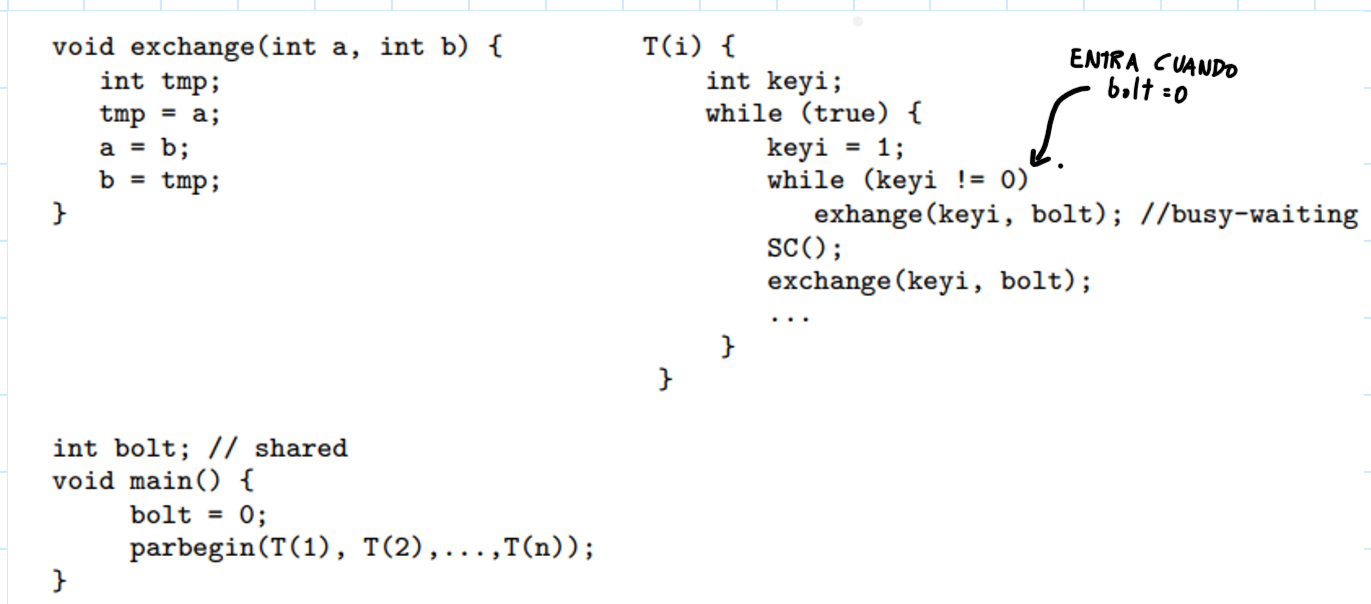 void exchange(int a, int b) {
int tmp;
tmp = a;
a = b;
b = tmp;
}
T(i) {
int keyi;
while (true) {
keyi = 1;
while (keyi != 0)
exhange(keyi, bolt); //busy-waiting
SC();
exchange(keyi, bolt);
...
}
}
ENTRA CUANDO
bolt = 0
int bolt; // shared
void main() {
bolt = 0;
parbegin(T(1), T(2),...,T(n));
}